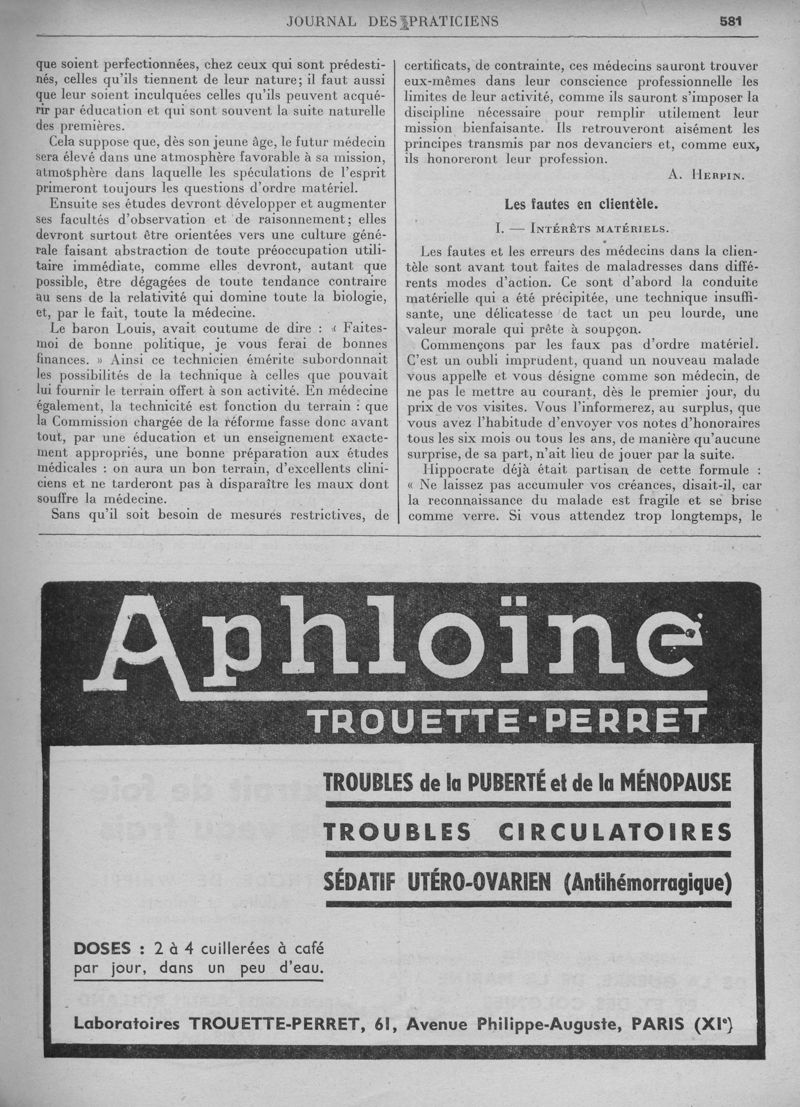 JOURNAL DES PRATICIENS
581
que soient perfectionnées, chez ceux qui sont prédesti-
nés, celles qu'ils tiennent de leur nature; il faut aussi
que leur soient inculquées celles qu'ils peuvent acqué-
rir par éducation et qui sont souvent la suite naturelle
des premières.
Cela suppose que, dès son jeune âge, le futur médecin
sera élevé dans une atmosphère favorable à sa mission,
atmosphère dans laquelle les spéculations de l'esprit
primeront toujours les questions d'ordre matériel.
Ensuite ses études devront développer et augmenter
ses facultés d'observation et de raisonnement; elles
devront surtout être orientées vers une culture géné-
rale faisant abstraction de toute préoccupation utili-
taire immédiate, comme elles devront, autant que
possible, être dégagées de toute tendance contraire
au sens de la relativité qui domine toute la biologie,
et, par le fait, toute la médecine.
Le baron Louis, avait coutume de dire : « Faites-
moi de bonne politique, je vous ferai de bonnes
finances. » Ainsi ce technicien émérite subordonnait
les possibilités de la technique à celles que pouvait
lui fournir le terrain offert à son activité. En médecine
également, la technicité est fonction du terrain : que
la Commission chargée de la réforme fasse donc avant
tout, par une éducation et un enseignement exacte-
ment appropriés, une bonne préparation aux études
médicales : on aura un bon terrain, d'excellents clini-
ciens et ne tarderont pas à disparaître les maux dont
souffre la médecine.
Sans qu'il soit besoin de mesures restrictives, de
certificats, de contrainte, ces médecins sauront trouver
eux-mêmes dans leur conscience professionnelle les
limites de leur activité, comme ils sauront s'imposer la
discipline nécessaire pour remplir utilement leur
mission bienfaisante. Ils retrouveront aisément les
principes transmis par nos devanciers et, comme eux,
ils honoreront leur profession.
A. HERPIN.
Les fautes en clientèle.
I. — INTÉRÊTS MATÉRIELS.
Les fautes et les erreurs des médecins dans la clien-
tèle sont avant tout faites de maladresses dans diffé-
rents modes d'action. Ce sont d'abord la conduite
matérielle qui a été précipitée, une technique insuffi-
sante, une délicatesse de tact un peu lourde, une
valeur morale qui prête à soupçon.
Commençons par les faux pas d'ordre matériel.
C'est un oubli imprudent, quand un nouveau malade
vous appelle et vous désigne comme son médecin, de
ne pas le mettre au courant, dès le premier jour, du
prix de vos visites. Vous l'informerez, au surplus, que
vous avez l'habitude d'envoyer vos notes d'honoraires
tous les six mois ou tous les ans, de manière qu'aucune
surprise, de sa part, n'ait lieu de jouer par la suite.
Hippocrate déjà était partisan de cette formule :
« Ne laissez pas accumuler vos créances, disait-il, car
la reconnaissance du malade est fragile et se brise
comme verre. Si vous attendez trop longtemps, le
Aphloïne
TROUETTE-PERRET
TROUBLES de la PUBERTÉ et de la MÉNOPAUSE
TROUBLES CIRCULATOIRES
SÉDATIF UTÉRO-OVARIEN (Antihémorragique)
DOSES : 2 à 4 cuillerées à café
par jour, dans un peu d'eau.
Laboratoires TROUETTE-PERRET, 61, Avenue Philippe-Auguste, PARIS (XIe)